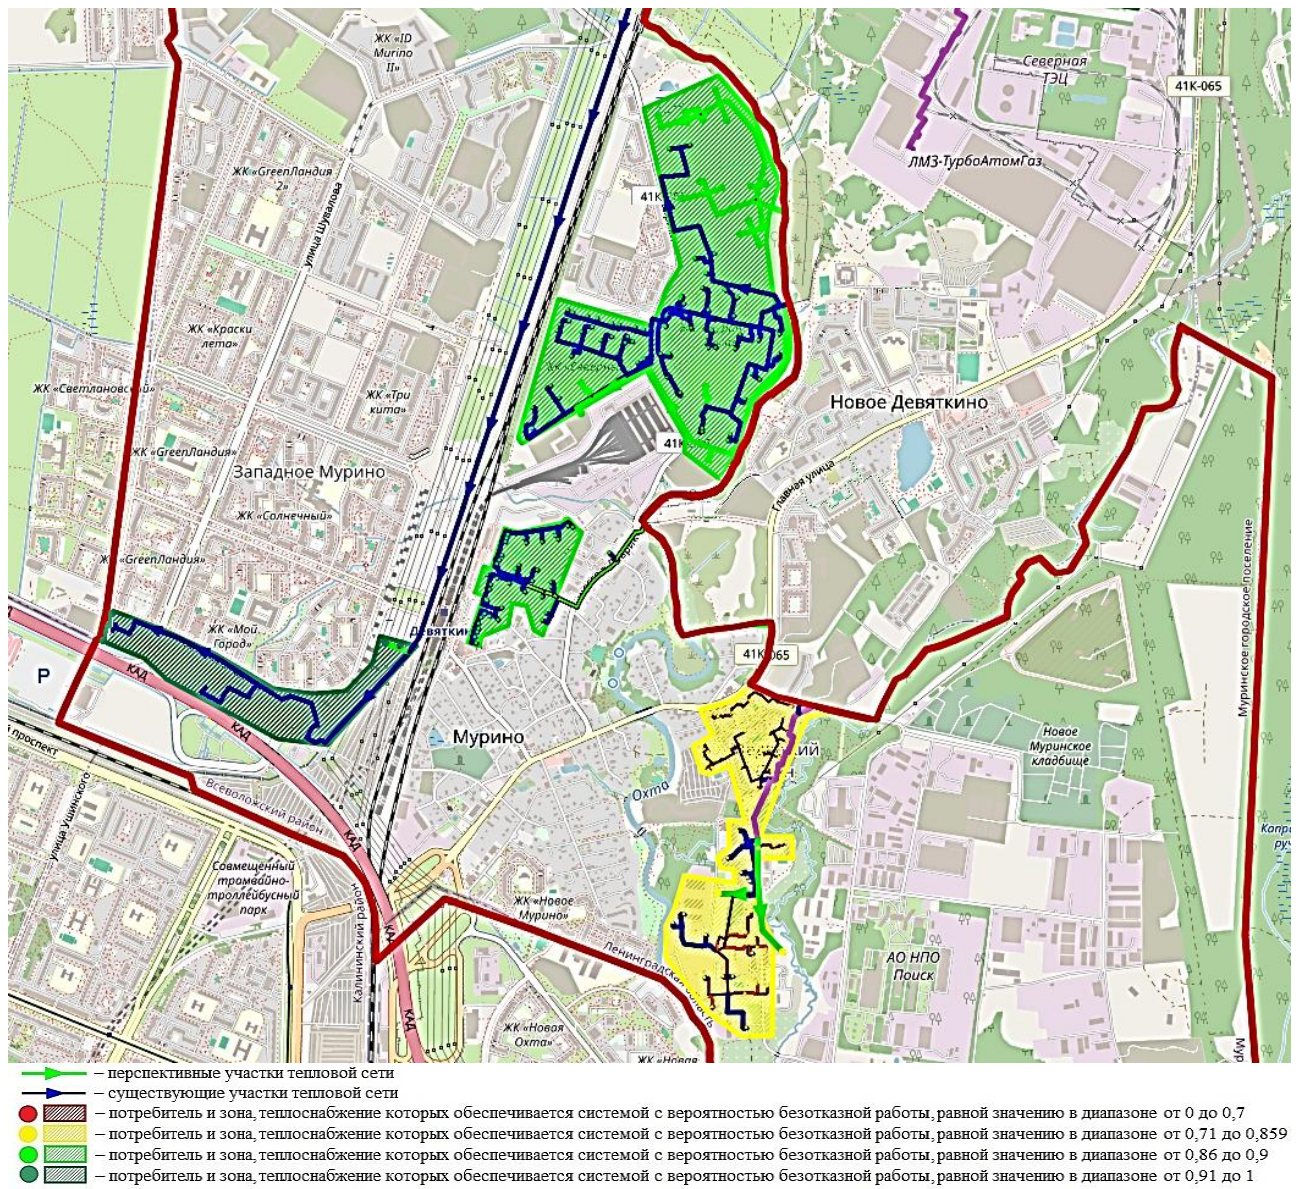 ЖК «ID
Murino
II»
Северная
ТЭЦ
41К-065
ЛМЗ-ТурбоАтомГаз
ЖК «GreenЛандия
2»
улица Шувалова
41К
ЖК «Краски
лета»
ЖК «Светлановский»
ЖК «Три
кита»
Новое Девяткино
41К
ЖК «GreenЛандия»
Западное Мурино
Главная улица
ЖК «Солнечный»
ЖК «GreenЛандия»
Муринское городское поселение
ЖК «Мой
Город»
Девяткино
41К-065
Р
КАД
КАД
Мурино
Новое
Муринское
кладбище
й проспект
Охта
Всеволожский район
улица Ушинского
КАД
Капра
руч
Совмещённый
трамвайно-
троллейбусный
парк
Калининский район
ЖК «Новое
Мурино»
КАД
Ленинградская область
АО НПО
Поиск
КАД
ЖК «Новая
Охта»
ЖК «Новая
Мур
– перспективные участки тепловой сети
– существующие участки тепловой сети
– потребитель и зона, теплоснабжение которых обеспечивается системой с вероятностью безотказной работы, равной значению в диапазоне от 0 до 0,7
– потребитель и зона, теплоснабжение которых обеспечивается системой с вероятностью безотказной работы, равной значению в диапазоне от 0,71 до 0,859
– потребитель и зона, теплоснабжение которых обеспечивается системой с вероятностью безотказной работы, равной значению в диапазоне от 0,86 до 0,9
– потребитель и зона, теплоснабжение которых обеспечивается системой с вероятностью безотказной работы, равной значению в диапазоне от 0,91 до 1